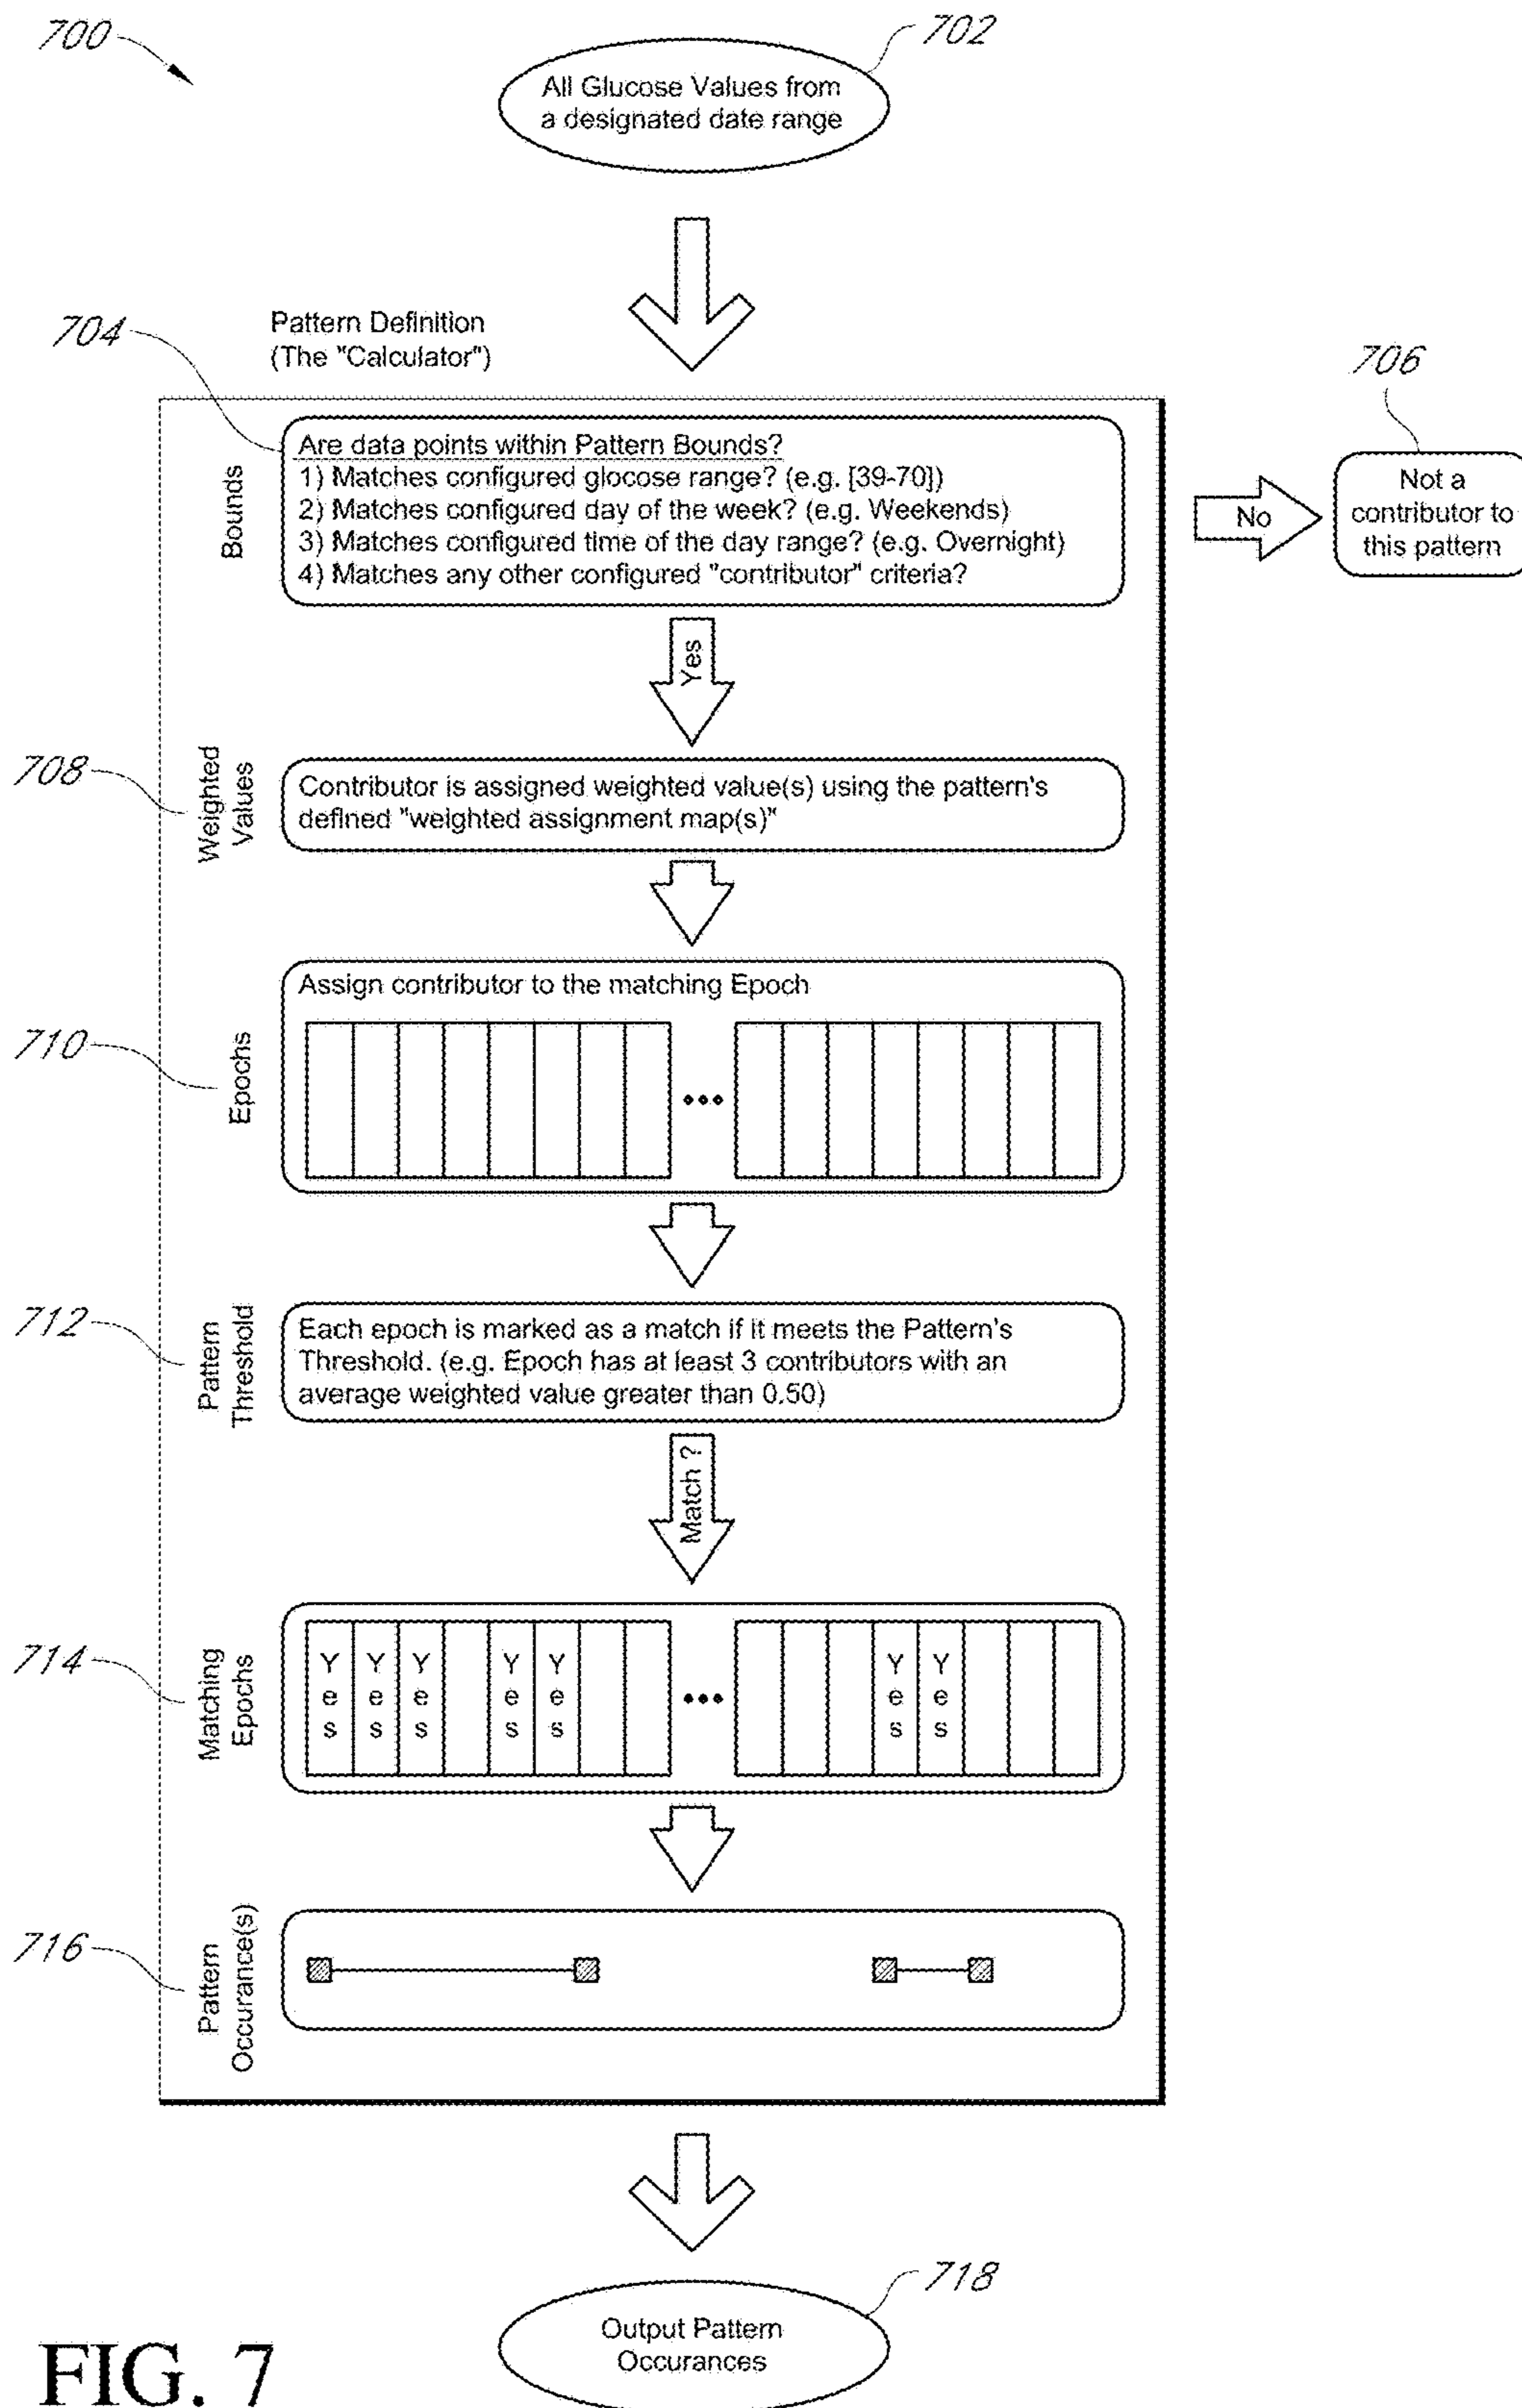 700
702
All Glucose Values from
a designated date range
704
Pattern Definition
(The "Calculator")
706
Bounds
Are data points within Pattern Bounds?
1) Matches configured glocose range? (e.g. [39-70])
2) Matches configured day of the week? (e.g. Weekends)
3) Matches configured time of the day range? (e.g. Overnight)
4) Matches any other configured "contributor" criteria?
No
Not a
contributor to
this pattern
Yes
708
Weighted
Values
Contributor is assigned weighted value(s) using the pattern's
defined "weighted assignment map(s)"
710
Epochs
Assign contributor to the matching Epoch
712
Pattern
Threshold
Each epoch is marked as a match if it meets the Pattern's
Threshold. (e.g. Epoch has at least 3 contributors with an
average weighted value greater than 0.50)
Match ?
714
Matching
Epochs
Yes
Yes
Yes
Yes
Yes
Yes
Yes
716
Pattern
Occurance(s)
718
Output Pattern
Occurances
FIG. 7